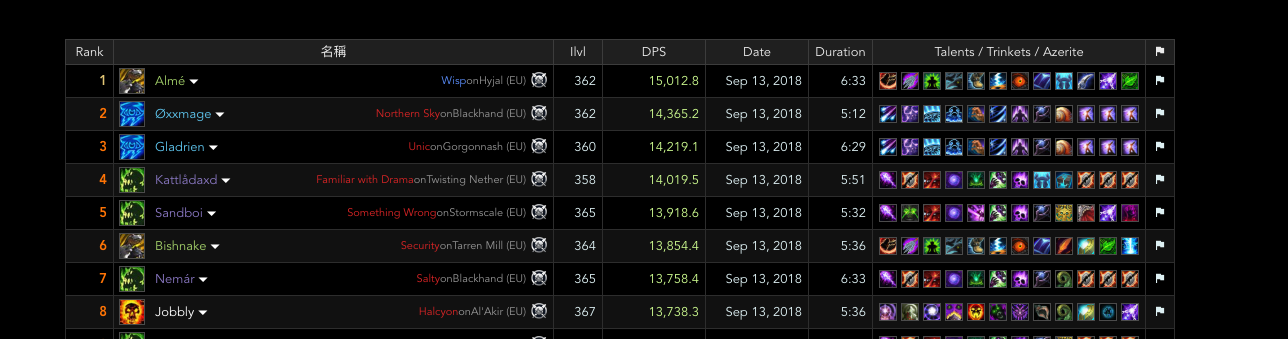 Rank 名稱 Ilvl DPS Date Duration Talents / Trinkets / Azerite
1 Almé WisponHyjal (EU) 362 15,012.8 Sep 13, 2018 6:33
2 Øxxmage Northern SkyonBlackhand (EU) 362 14,365.2 Sep 13, 2018 5:12
3 Gladrien UniconGorgonnash (EU) 360 14,219.1 Sep 13, 2018 6:29
4 Kattlådaxd Familiar with DramaonTwisting Nether (EU) 358 14,019.5 Sep 13, 2018 5:51
5 Sandboi Something WrongonStormscale (EU) 365 13,918.6 Sep 13, 2018 5:32
6 Bishnake SecurityonTarren Mill (EU) 364 13,854.4 Sep 13, 2018 5:36
7 Nemár SaltyonBlackhand (EU) 365 13,758.4 Sep 13, 2018 6:33
8 Jobbly HalcyononAl'Akir (EU) 367 13,738.3 Sep 13, 2018 5:36